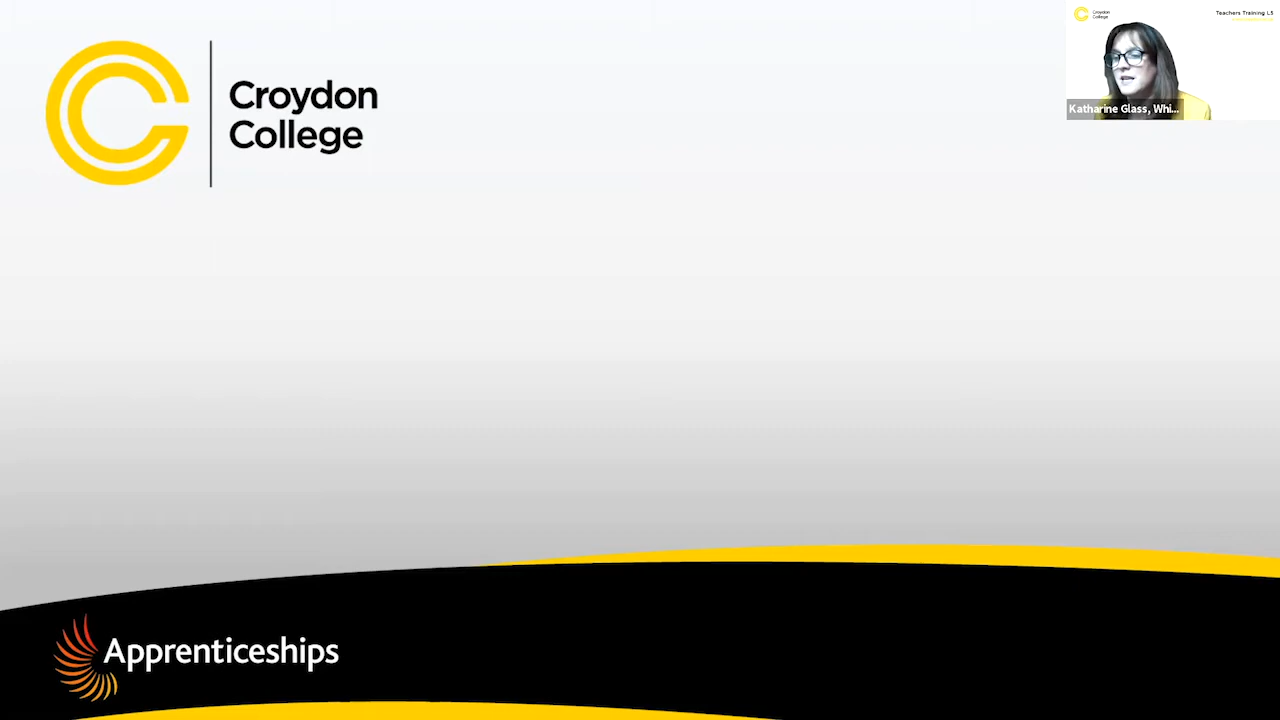 Croydon
College
Croydon
College
Teachers Training L5
Katharine Glass, Whi...
Apprenticeships